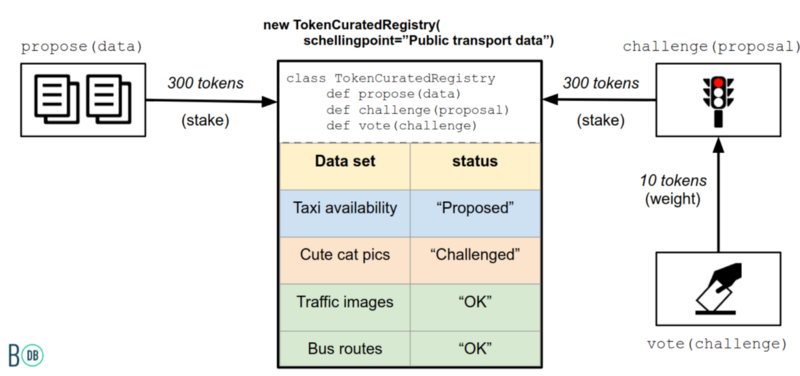 new TokenCuratedRegistry(
schellingpoint=”Public transport data”)
propose(data)
challenge(proposal)
300 tokens
(stake)
class TokenCuratedRegistry
def propose(data)
def challenge(proposal)
def vote(challenge)
300 tokens
(stake)
Data set status
Taxi availability “Proposed”
Cute cat pics “Challenged”
Traffic images “OK”
Bus routes “OK”
10 tokens
(weight)
vote(challenge)
B DB